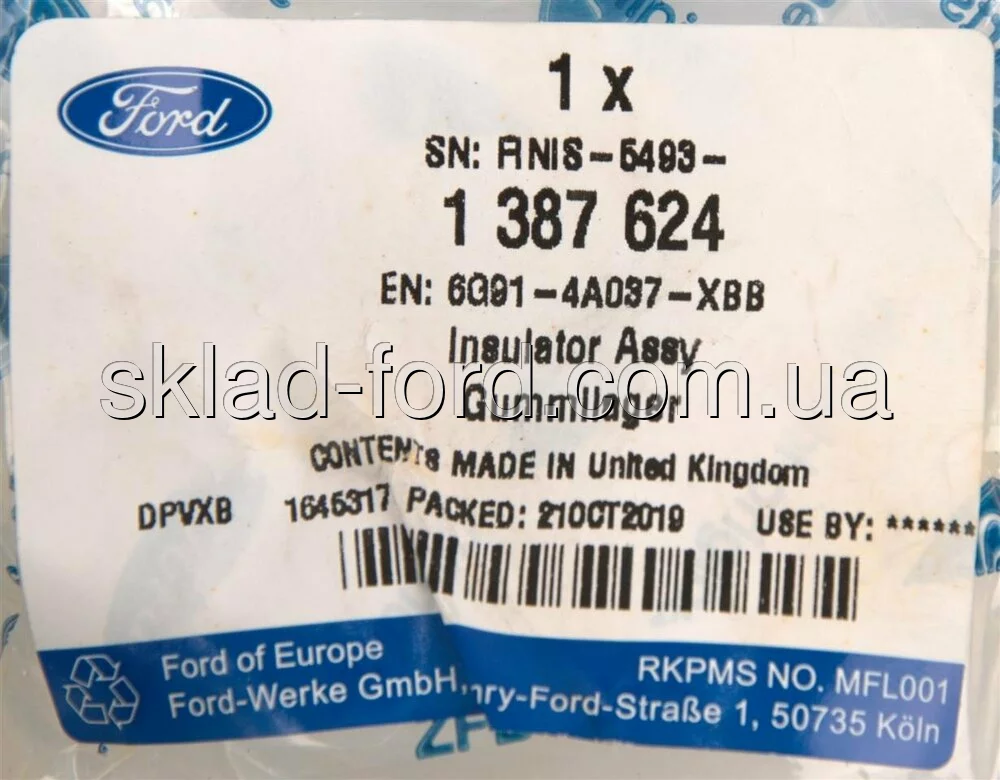 Ford
1 x
SN: RNIS-5493-
1 387 624
EN: 6G91-4A037-XBB
Insulator Assy
sklad-ford.com.ua
Gummilager
CONTENTS MADE IN United Kingdom
DPVXB 1645317 PACKED: 21OCT2019 USE BY: ******
Ford of Europe
RKPMS NO. MFL001
Ford-Werke GmbH, nry-Ford-Straße 1, 50735 Köln